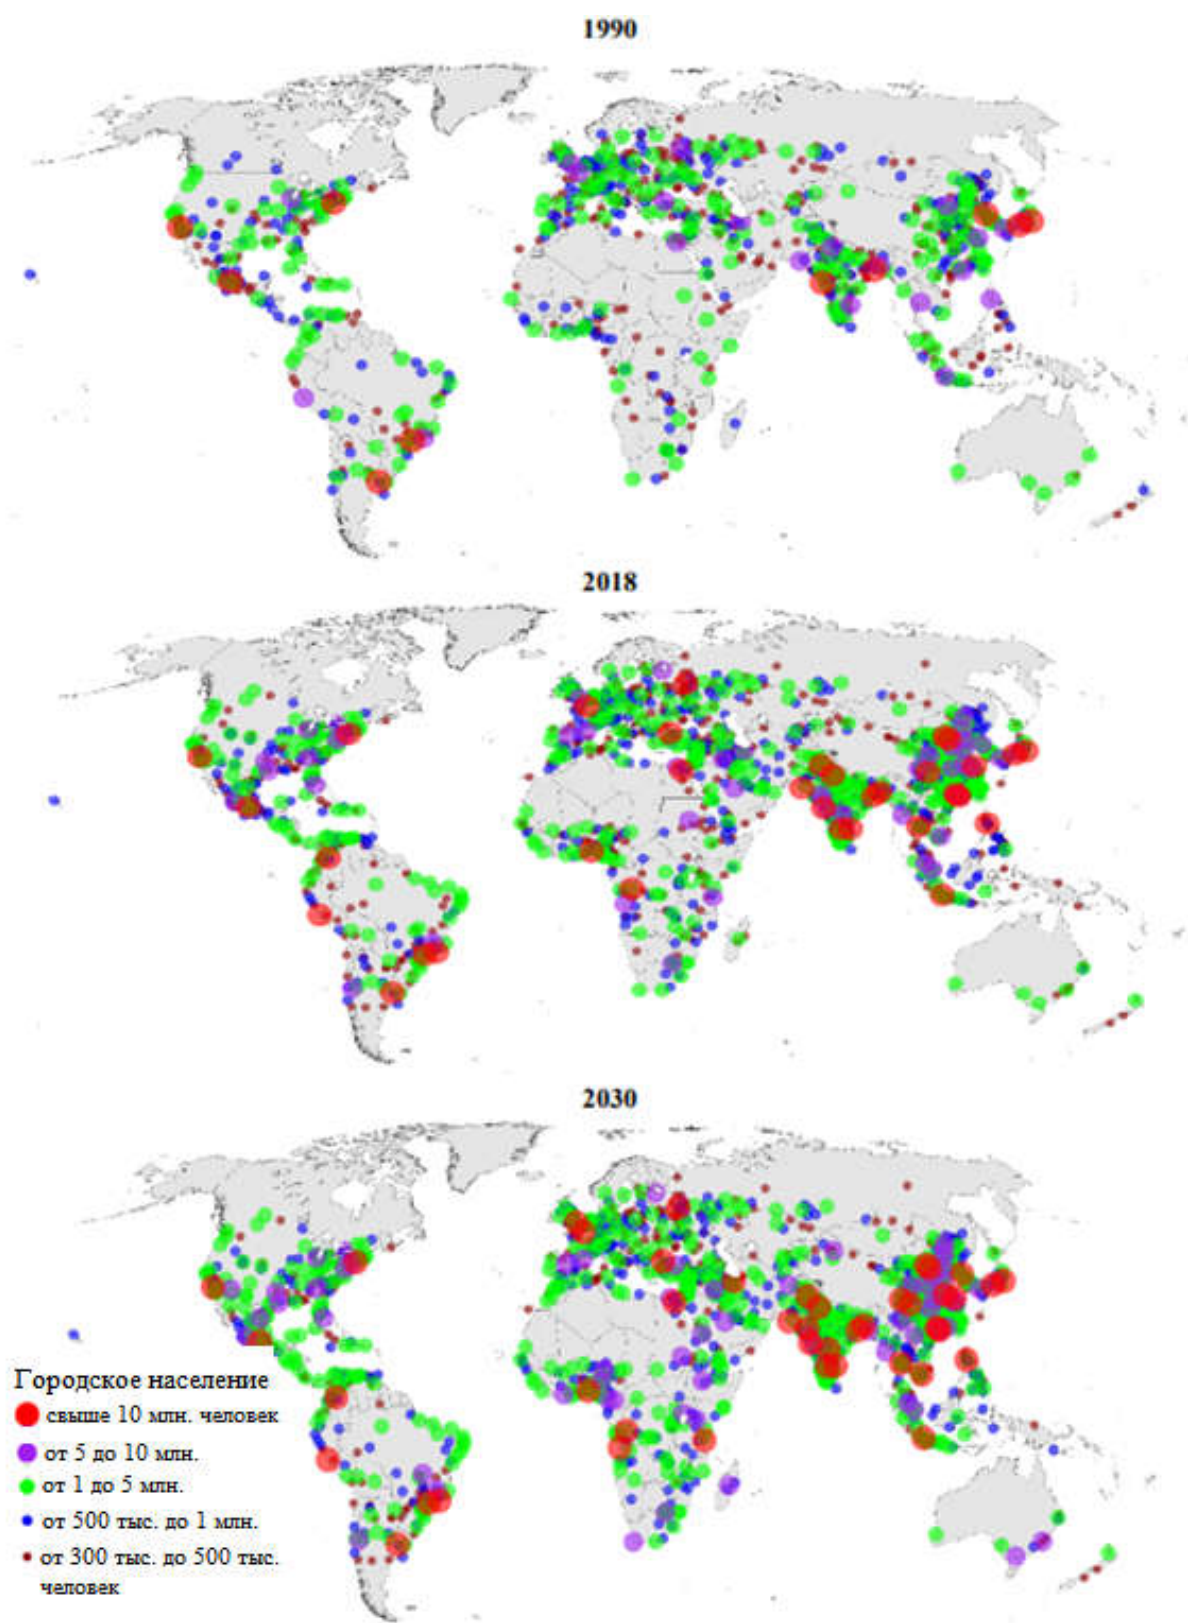 1990
2018
2030
Городское население
свыше 10 млн. человек
от 5 до 10 млн.
от 1 до 5 млн.
от 500 тыс. до 1 млн.
от 300 тыс. до 500 тыс.
человек